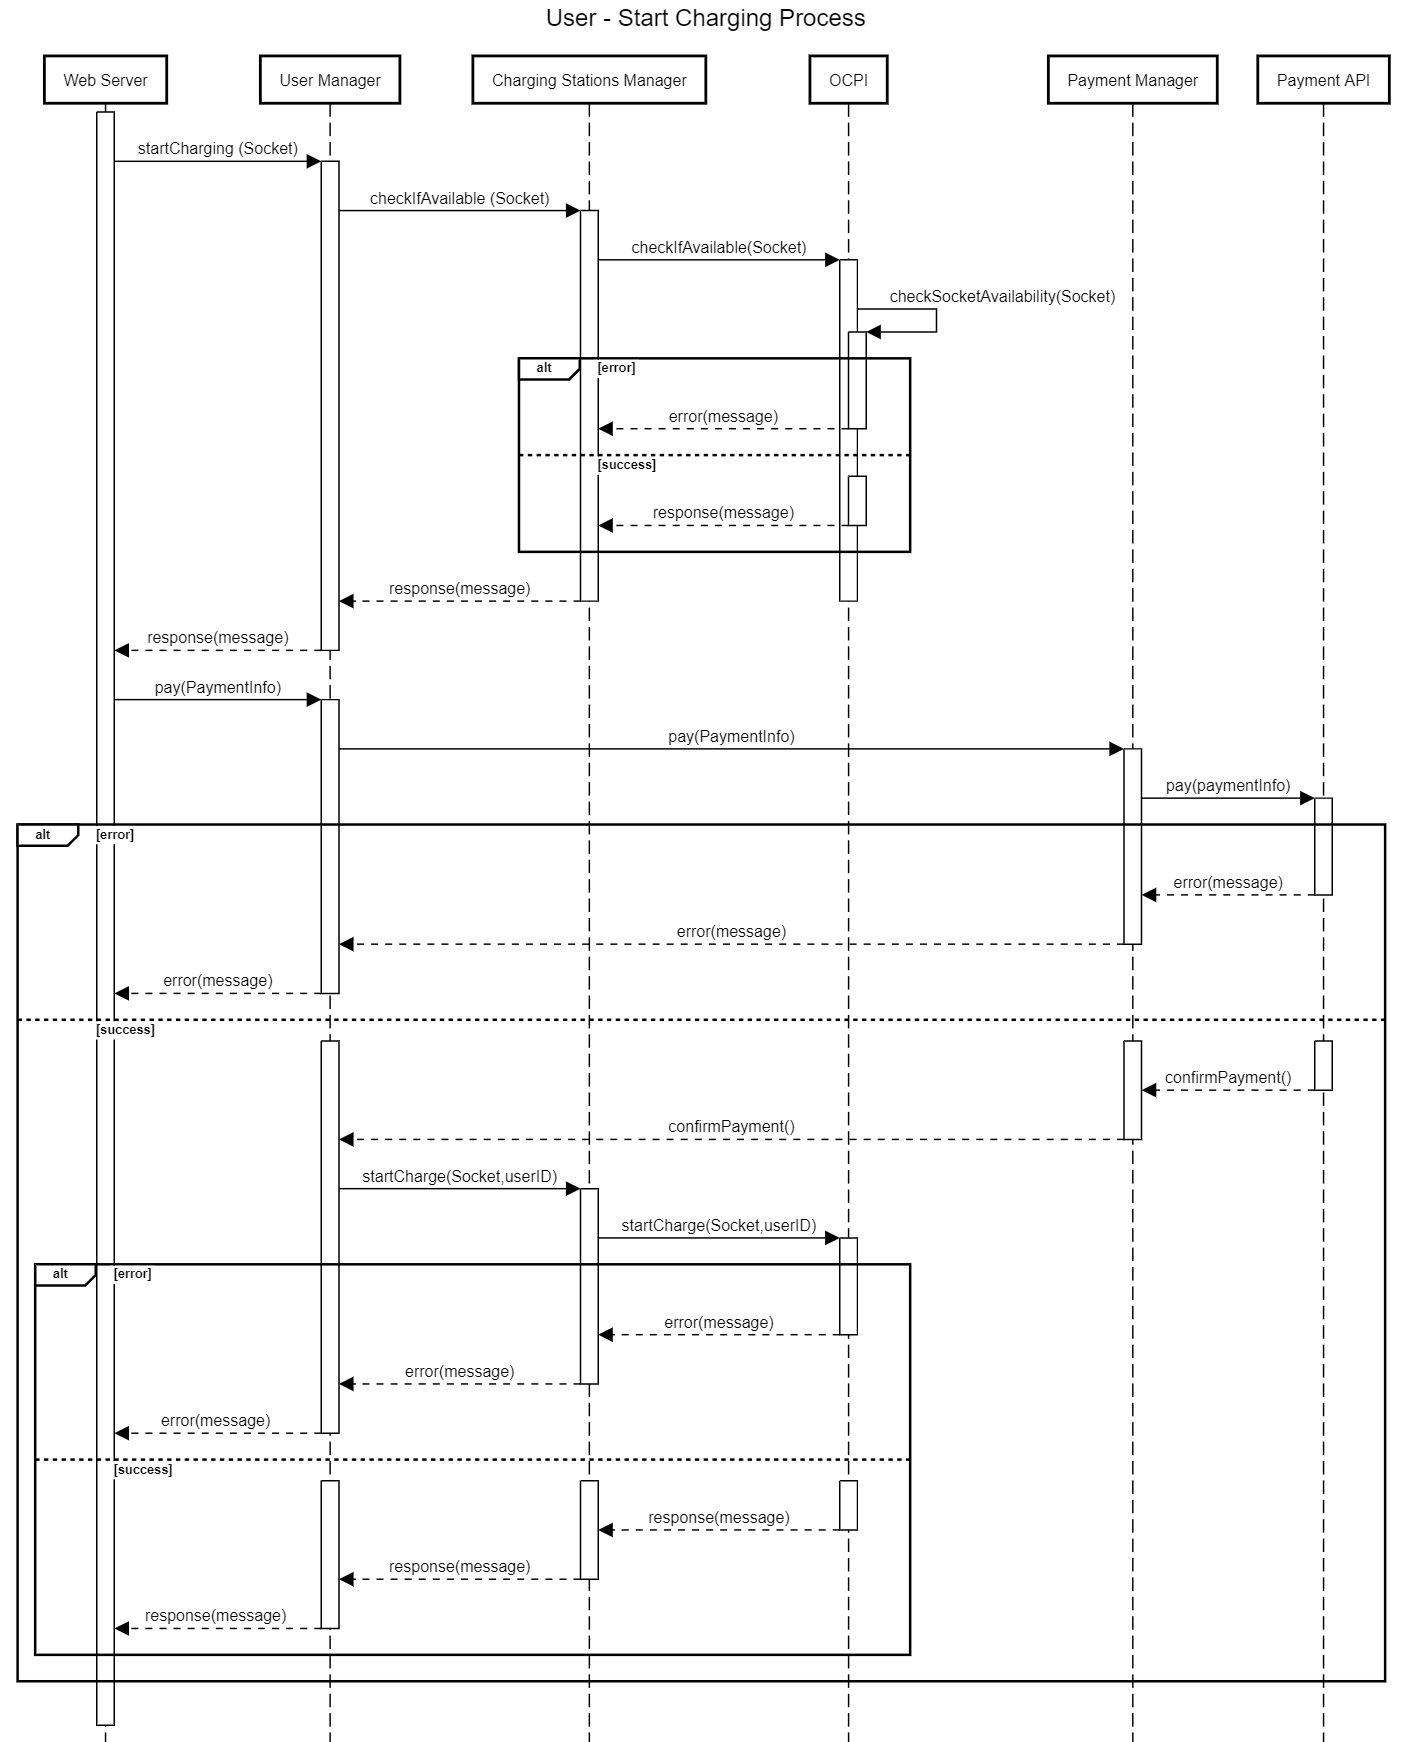 User - Start Charging Process
Web Server
User Manager
Charging Stations Manager
OCPI
Payment Manager
Payment API
startCharging (Socket)
checkIfAvailable (Socket)
checkIfAvailable(Socket)
checkSocketAvailability(Socket)
alt
[error]
error(message)
[success]
response(message)
response(message)
response(message)
pay(PaymentInfo)
pay(PaymentInfo)
pay(paymentInfo)
alt
[error]
error(message)
error(message)
error(message)
[success]
confirmPayment()
confirmPayment()
startCharge(Socket,userID)
startCharge(Socket,userID)
alt
[error]
error(message)
error(message)
error(message)
[success]
response(message)
response(message)
response(message)